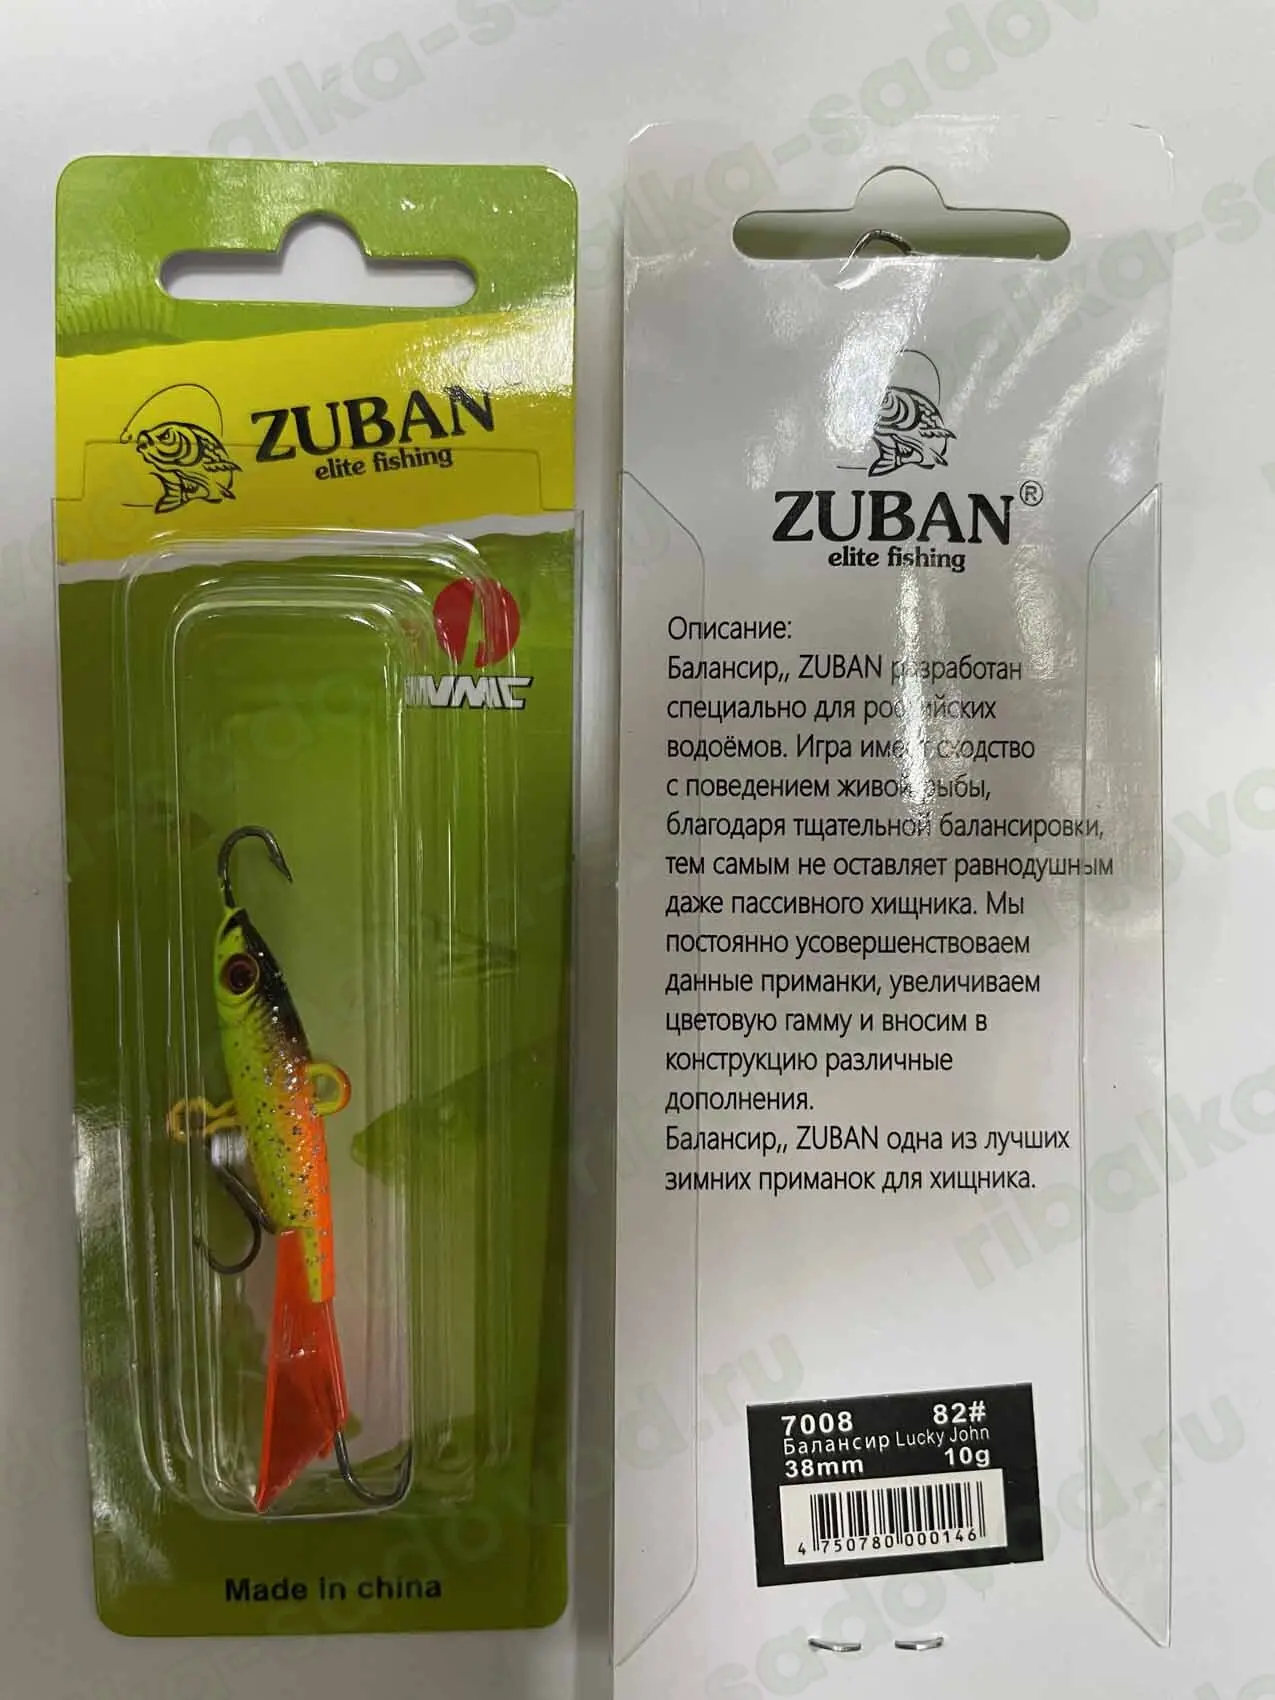 ZUBAN
elite fishing
VMC
Made in china
ZUBAN®
elite fishing
Описание:
Балансир,, ZUBAN разработан
специально для российских
водоёмов. Игра имеет сходство
с поведением живой рыбы,
благодаря тщательной балансировки,
тем самым не оставляет равнодушным
даже пассивного хищника. Мы
постоянно усовершенствоваем
данные приманки, увеличиваем
цветовую гамму и вносим в
конструкцию различные
дополнения.
Балансир,, ZUBAN одна из лучших
зимних приманок для хищника.
7008 82#
Балансир Lucky John
38mm 10g
4 750780 000146
ribalka-sadovod.ru